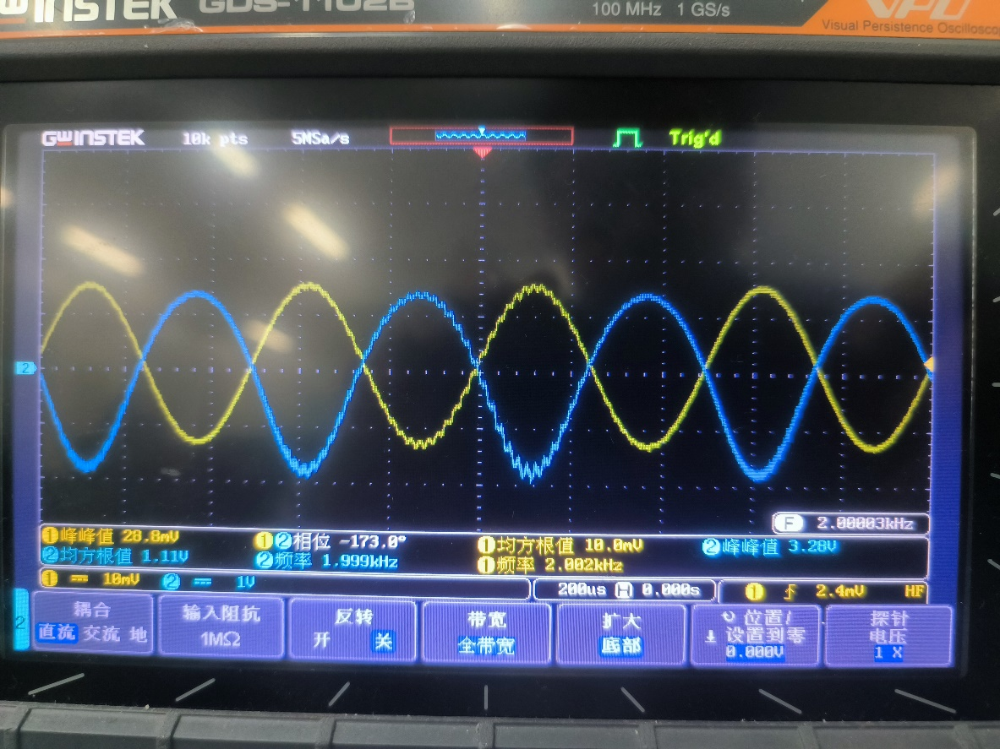 GWINSTEK GDS-1102B 100 MHz 1 GS/s VPO
Visual Persistence Oscilloscope
GWINSTEK 10k pts 5MSa/s Trig'd
2
F 2.00003kHz
1峰峰值 28.8mV 12相位 -173.0° 1均方根值 10.0mV 2峰峰值 3.28V
2均方根值 1.11V 2频率 1.999kHz 1频率 2.002kHz
1 10mV 2 1V 200us H 0.000s 1 2.4mV HF
2
耦合 输入阻抗 反转 带宽 扩大 位置/ 探针
直流 交流 地 1MΩ 开 关 全带宽 底部 设置到零 电压
0.000V 1 X